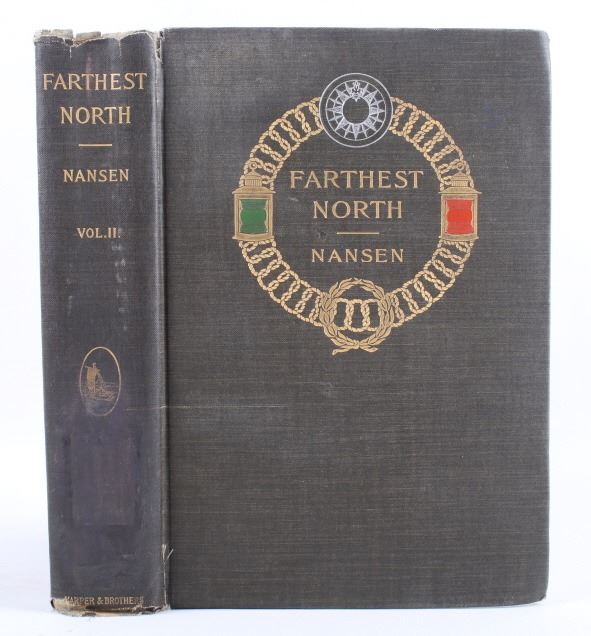 FARTHEST
NORTH
NANSEN
VOL. II.
HARPER & BROTHERS
FARTHEST
NORTH
NANSEN